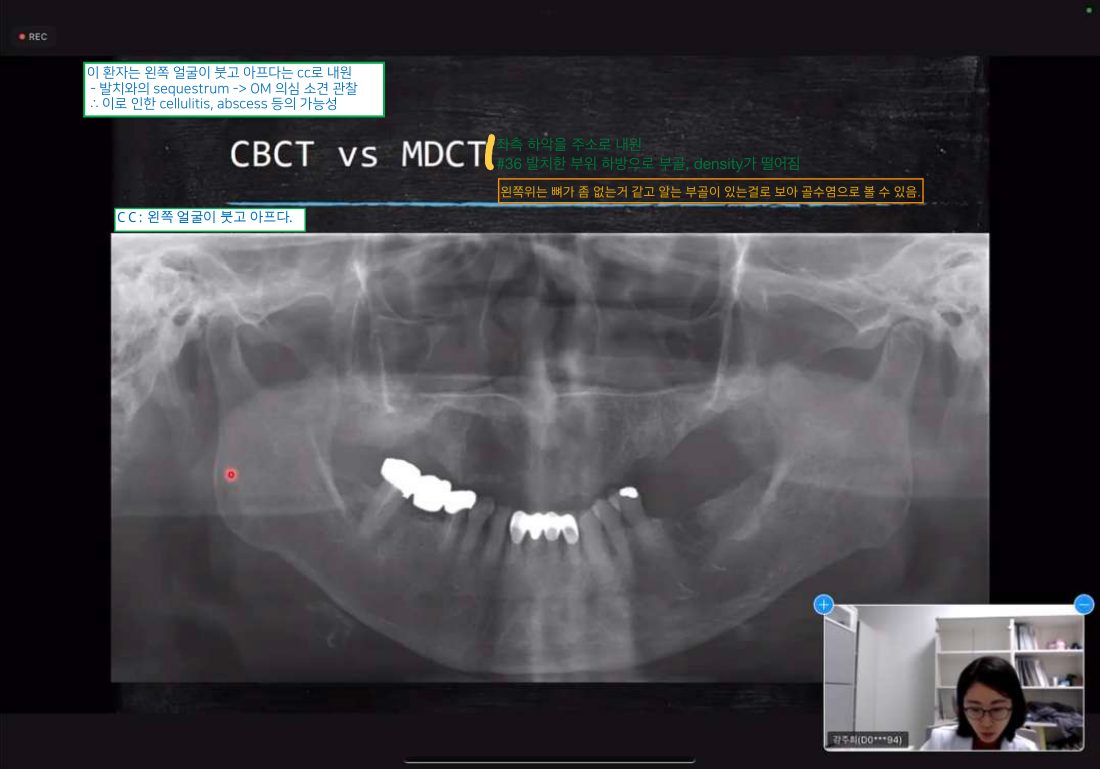 REC
이 환자는 왼쪽 얼굴이 붓고 아프다는 cc로 내원
- 발치와의 sequestrum -> OM 의심 소견 관찰
∴ 이로 인한 cellulitis, abscess 등의 가능성
CBCT vs MDCT
좌측 하악을 주소로 내원
#36 발치한 부위 하방으로 부골, density가 떨어짐
왼쪽위는 뼈가 좀 없는거 같고 앓는 부골이 있는걸로 보아 골수염으로 볼 수 있음.
CC: 왼쪽 얼굴이 붓고 아프다.
각주희(D0***94)